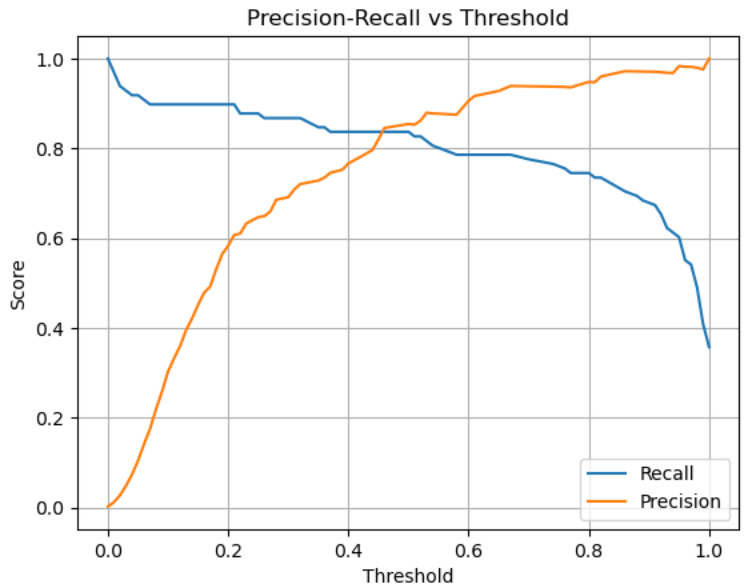 Precision-Recall vs Threshold
Score
1.0
0.8
0.6
0.4
0.2
0.0
Recall
Precision
0.0 0.2 0.4 0.6 0.8 1.0
Threshold